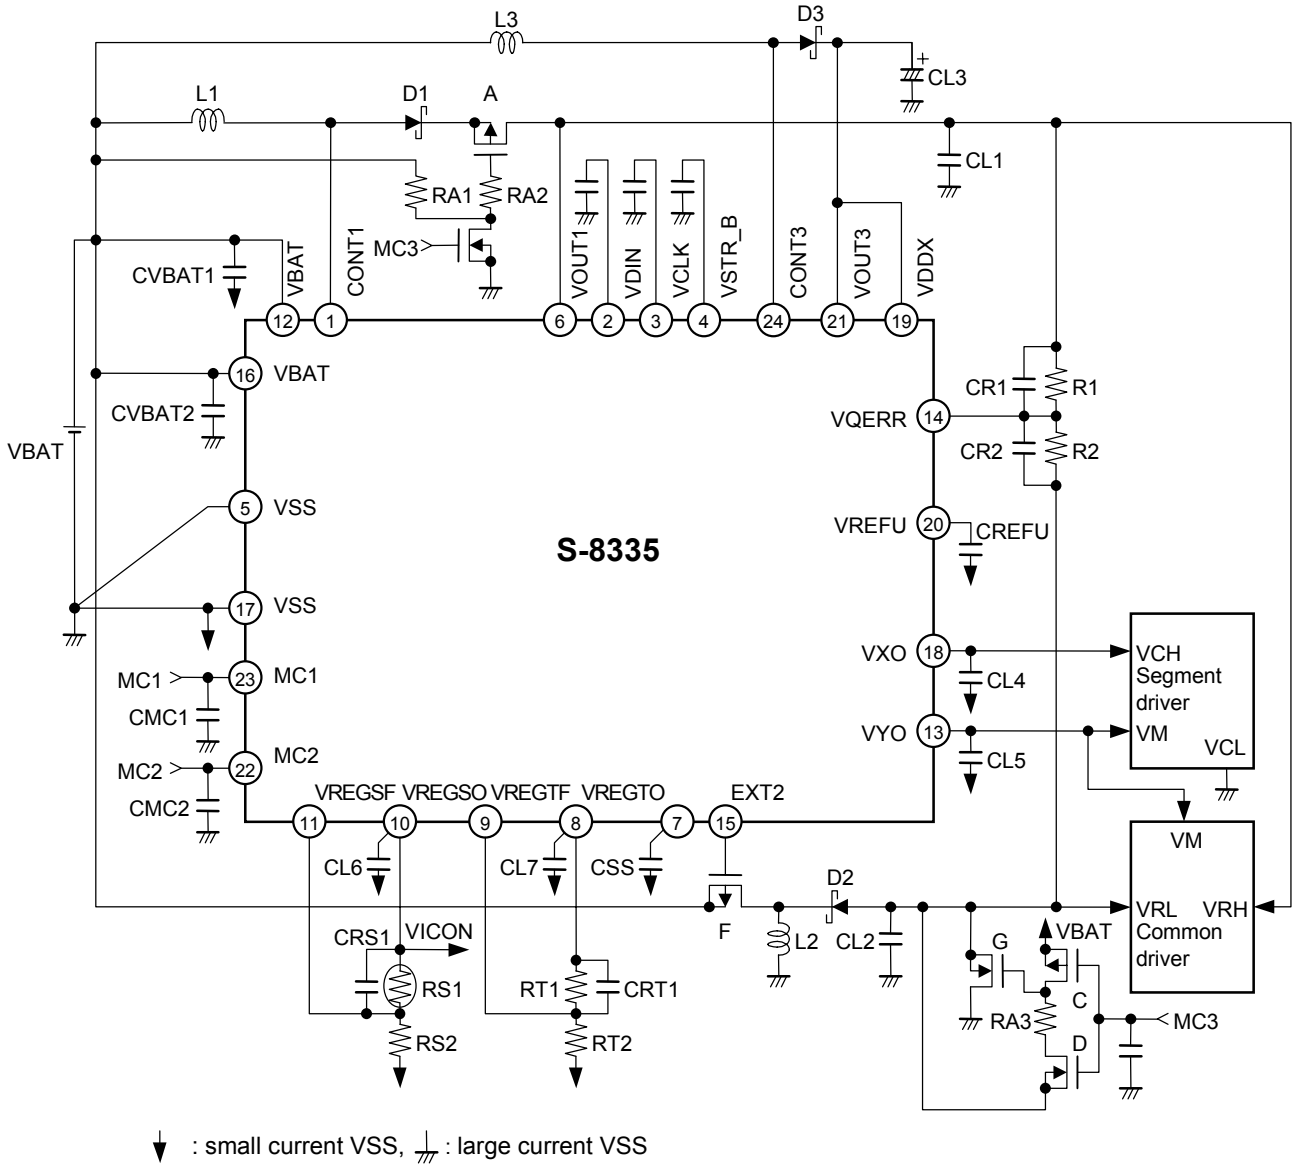 L3
D3
+
CL3
L1
D1
A
CL1
RA1
RA2
MC3
CVBAT1
VBAT
CONT1
VOUT1
VDIN
VCLK
VSTR_B
CONT3
VOUT3
VDDX
12
1
6
2
3
4
24
21
19
16
VBAT
CVBAT2
VBAT
CR1
R1
VQERR
14
CR2
R2
5
VSS
VREFU
20
CREFU
S-8335
17
VSS
VXO
18
CL4
VCH
Segment
driver
MC1
23
MC1
CMC1
VYO
13
CL5
VM
VCL
MC2
22
MC2
CMC2
VREGSF
VREGSO
VREGTF
VREGTO
EXT2
11
10
9
8
7
15
VM
CL6
CL7
CSS
D2
F
L2
CL2
G
VBAT
VRL
VRH
Common
driver
CRS1
VICON
RS1
RT1
CRT1
C
RA3
MC3
RS2
RT2
D
: small current VSS,
: large current VSS